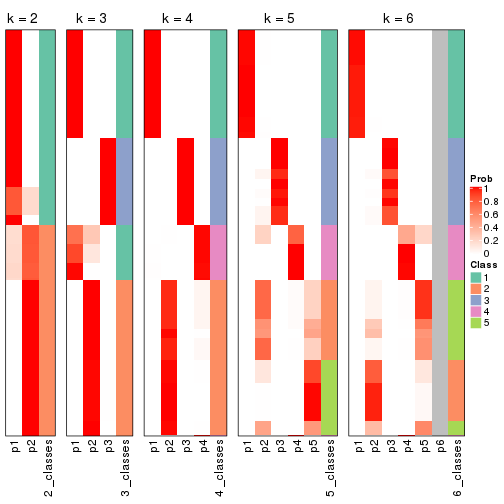 k = 2
k = 3
k = 4
k = 5
k = 6
p1
p2
2_classes
p1
p2
p3
3_classes
p1
p2
p3
p4
4_classes
p1
p2
p3
p4
p5
5_classes
p1
p2
p3
p4
p5
p6
6_classes
Prob
1
0.8
0.6
0.4
0.2
0
Class
1
2
3
4
5